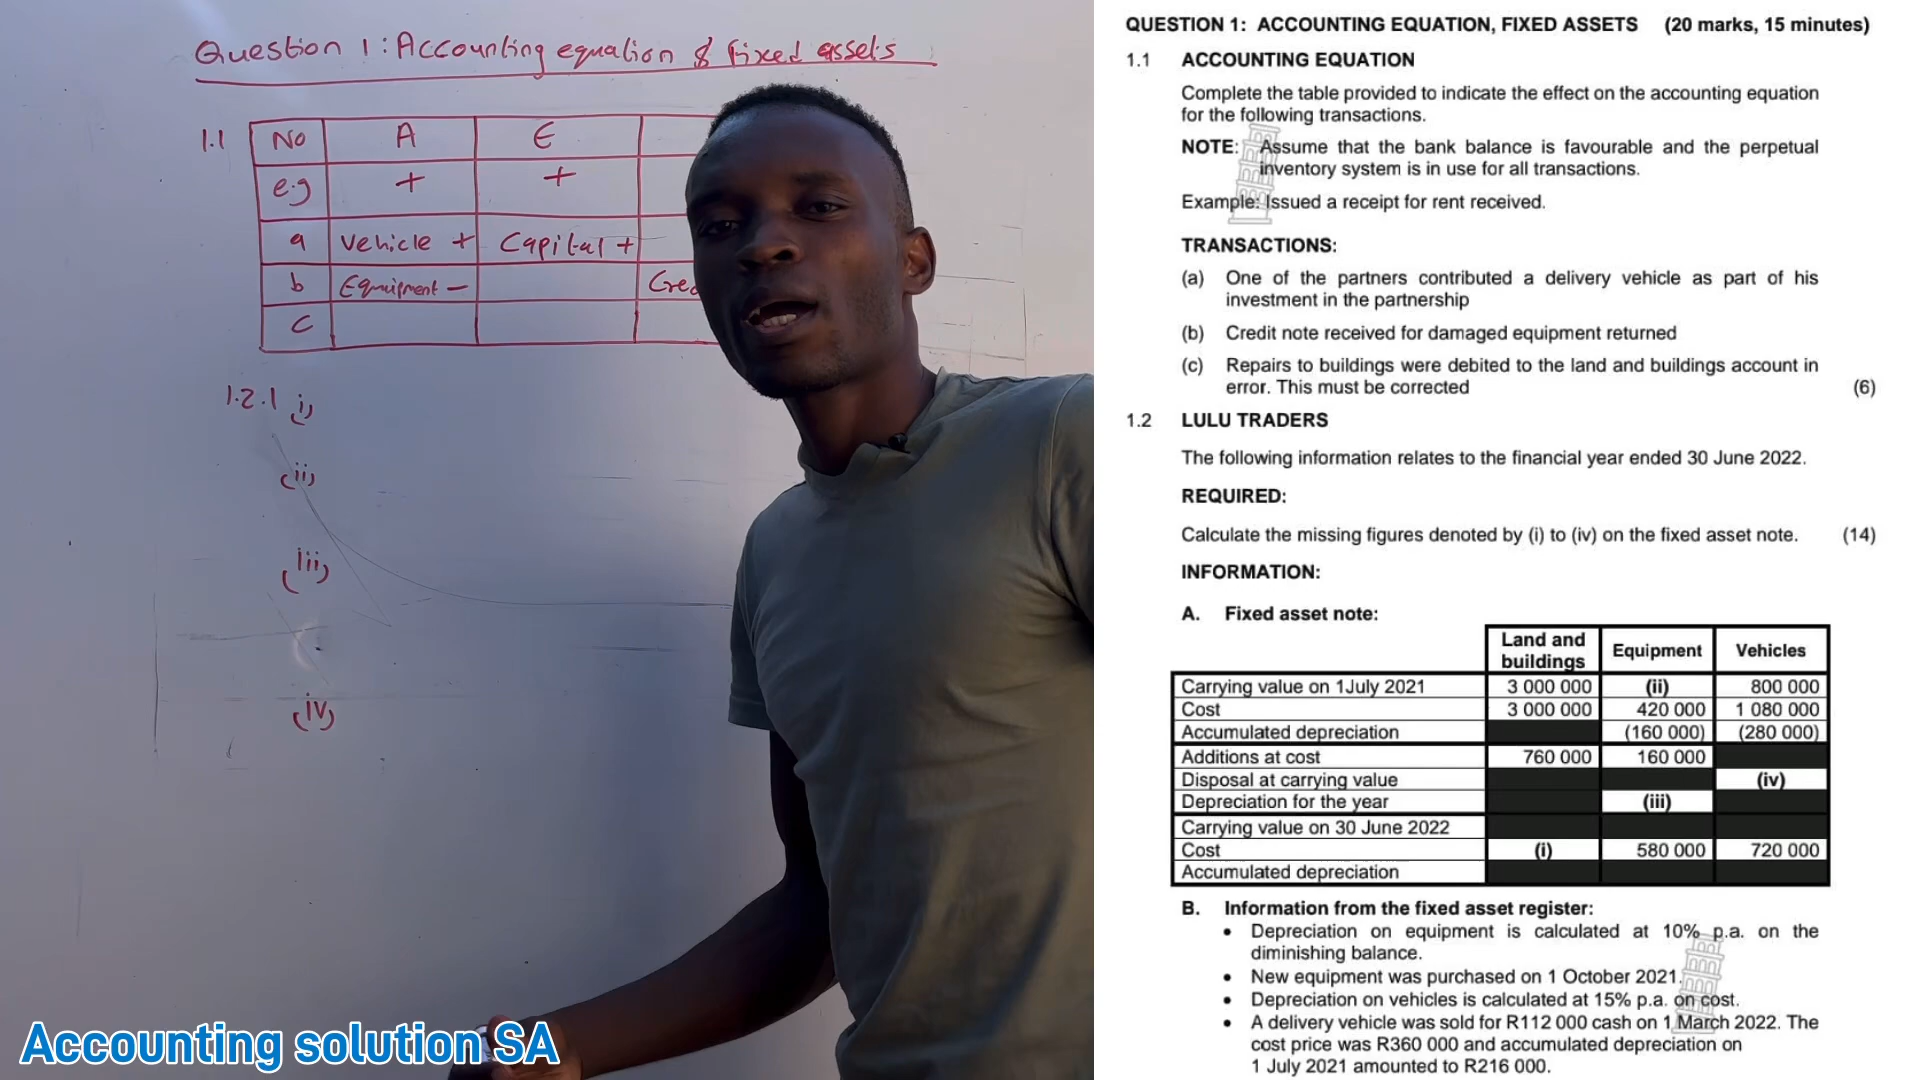 Question 1: Accounting equation & fixed assets
1.1
No A E
e.g + +
a Vehicle + Capital +
b Equipment -
c
1.2.1 (i)
(ii)
(iii)
(iv)
Accounting solution SA
QUESTION 1: ACCOUNTING EQUATION, FIXED ASSETS (20 marks, 15 minutes)
1.1 ACCOUNTING EQUATION
Complete the table provided to indicate the effect on the accounting equation
for the following transactions.
NOTE: Assume that the bank balance is favourable and the perpetual
inventory system is in use for all transactions.
Example: Issued a receipt for rent received.
TRANSACTIONS:
(a) One of the partners contributed a delivery vehicle as part of his
investment in the partnership
(b) Credit note received for damaged equipment returned
(c) Repairs to buildings were debited to the land and buildings account in
error. This must be corrected (6)
1.2 LULU TRADERS
The following information relates to the financial year ended 30 June 2022.
REQUIRED:
Calculate the missing figures denoted by (i) to (iv) on the fixed asset note. (14)
INFORMATION:
A. Fixed asset note:
Land and
buildings Equipment Vehicles
Carrying value on 1July 2021 3 000 000 (ii) 800 000
Cost 3 000 000 420 000 1 080 000
Accumulated depreciation (160 000) (280 000)
Additions at cost 760 000 160 000
Disposal at carrying value (iv)
Depreciation for the year (iii)
Carrying value on 30 June 2022
Cost (i) 580 000 720 000
Accumulated depreciation
B. Information from the fixed asset register:
• Depreciation on equipment is calculated at 10% p.a. on the
diminishing balance.
• New equipment was purchased on 1 October 2021.
• Depreciation on vehicles is calculated at 15% p.a. on cost.
• A delivery vehicle was sold for R112 000 cash on 1 March 2022. The
cost price was R360 000 and accumulated depreciation on
1 July 2021 amounted to R216 000.